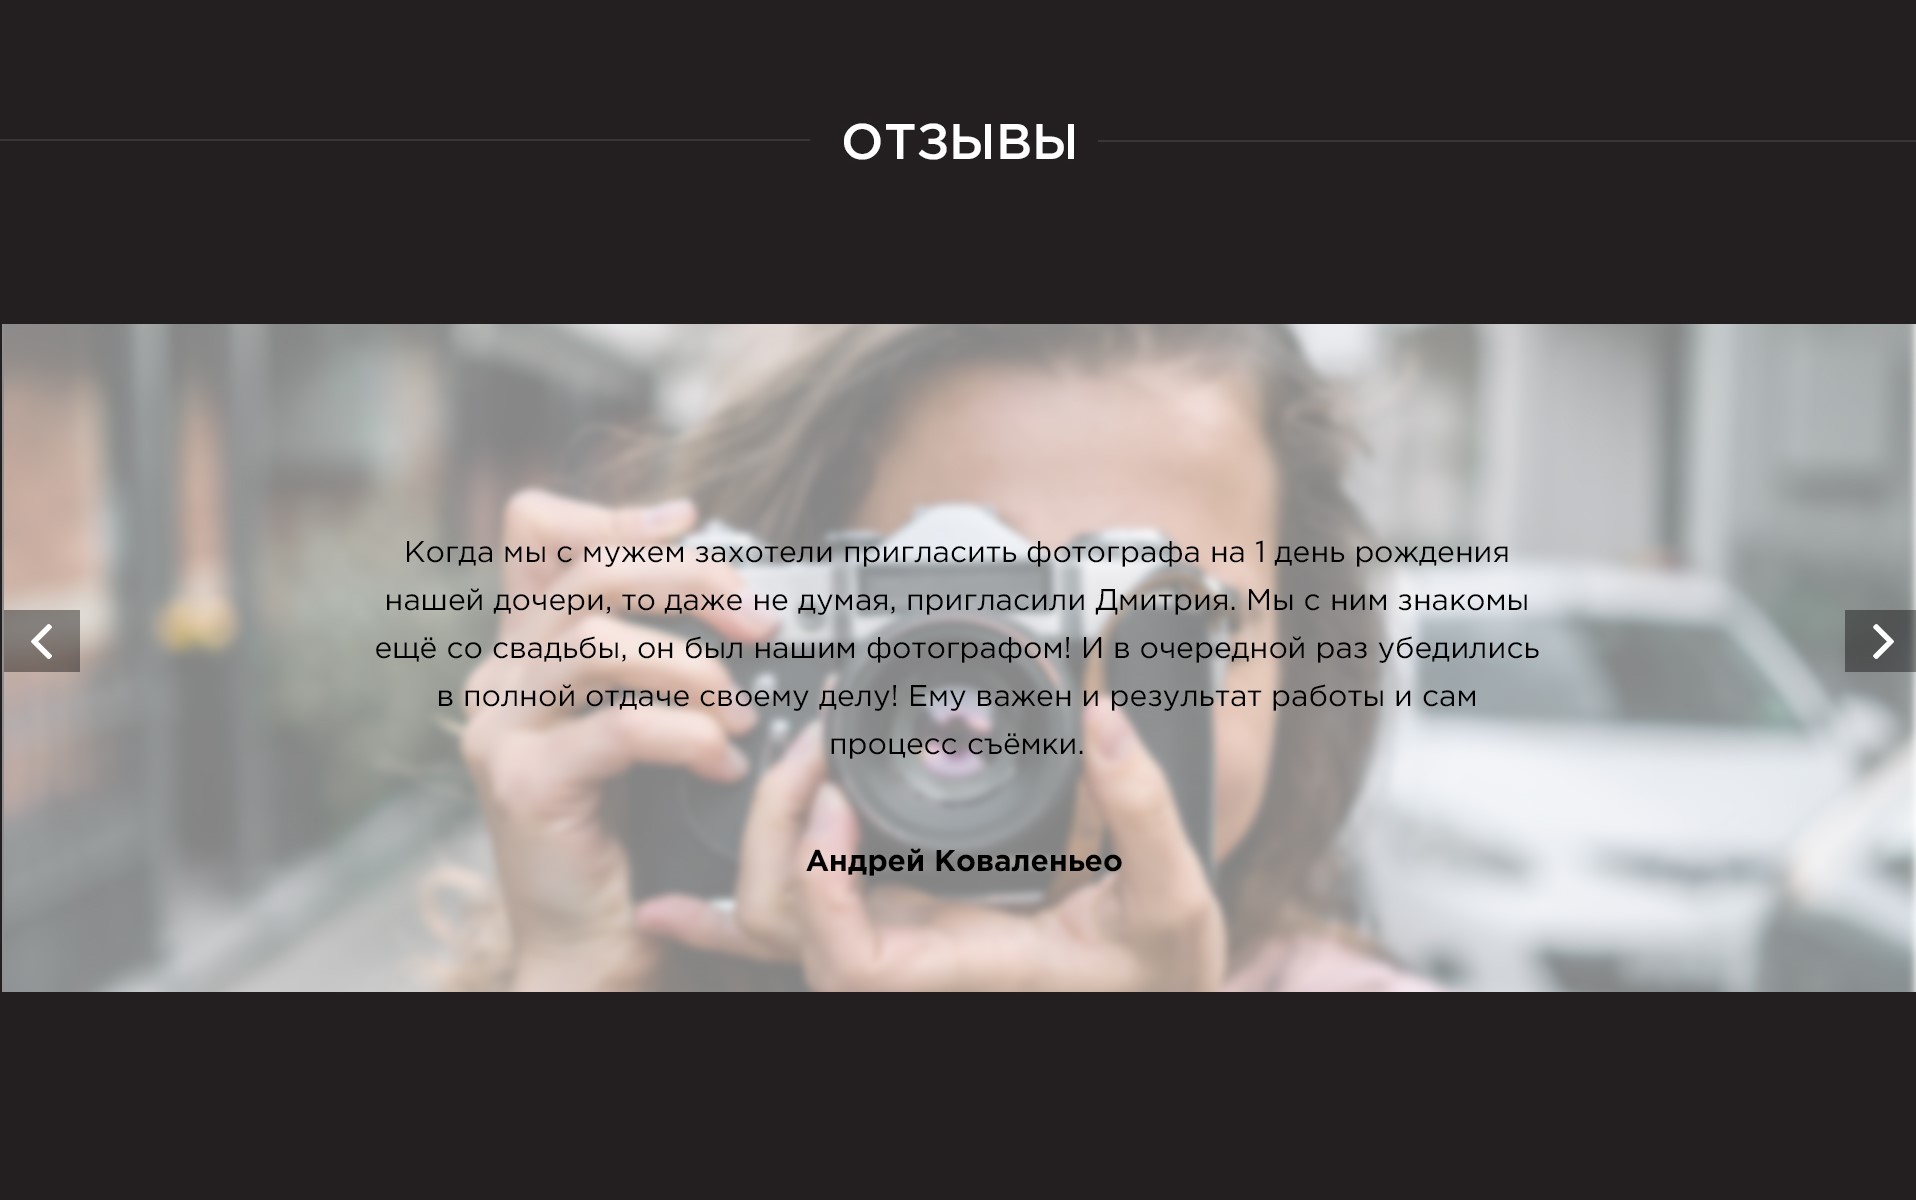 ОТЗЫВЫ
Когда мы с мужем захотели пригласить фотографа на 1 день рождения
нашей дочери, то даже не думая, пригласили Дмитрия. Мы с ним знакомы
ещё со свадьбы, он был нашим фотографом! И в очередной раз убедились
в полной отдаче своему делу! Ему важен и результат работы и сам
процесс съёмки.
Андрей Коваленьео